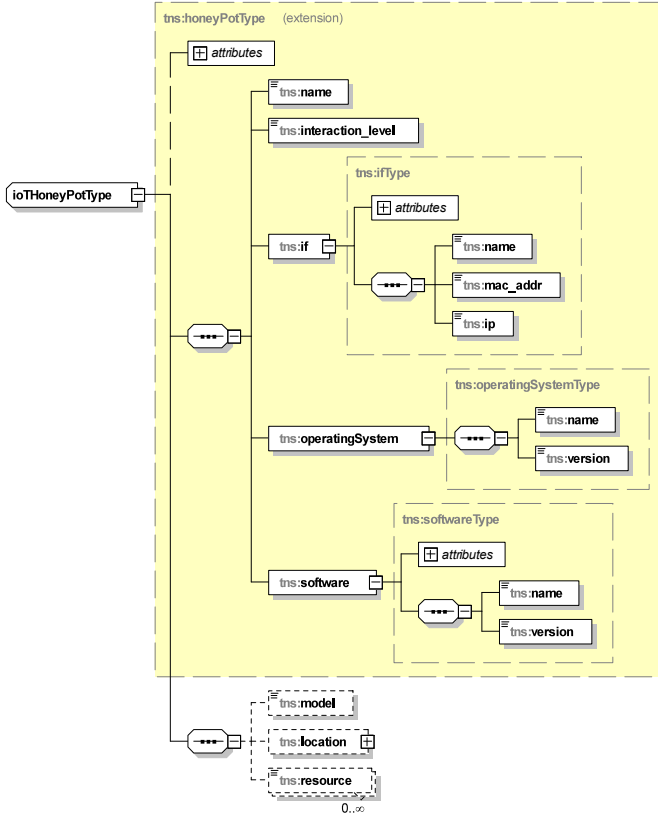 tns:honeyPotType (extension)
attributes
tns:name
tns:interaction_level
tns:ifType
ioTHoneyPotType
attributes
tns:if
tns:name
tns:mac_addr
tns:ip
tns:operatingSystemType
tns:name
tns:operatingSystem
tns:version
tns:softwareType
attributes
tns:software
tns:name
tns:version
tns:model
tns:location
tns:resource
0..∞